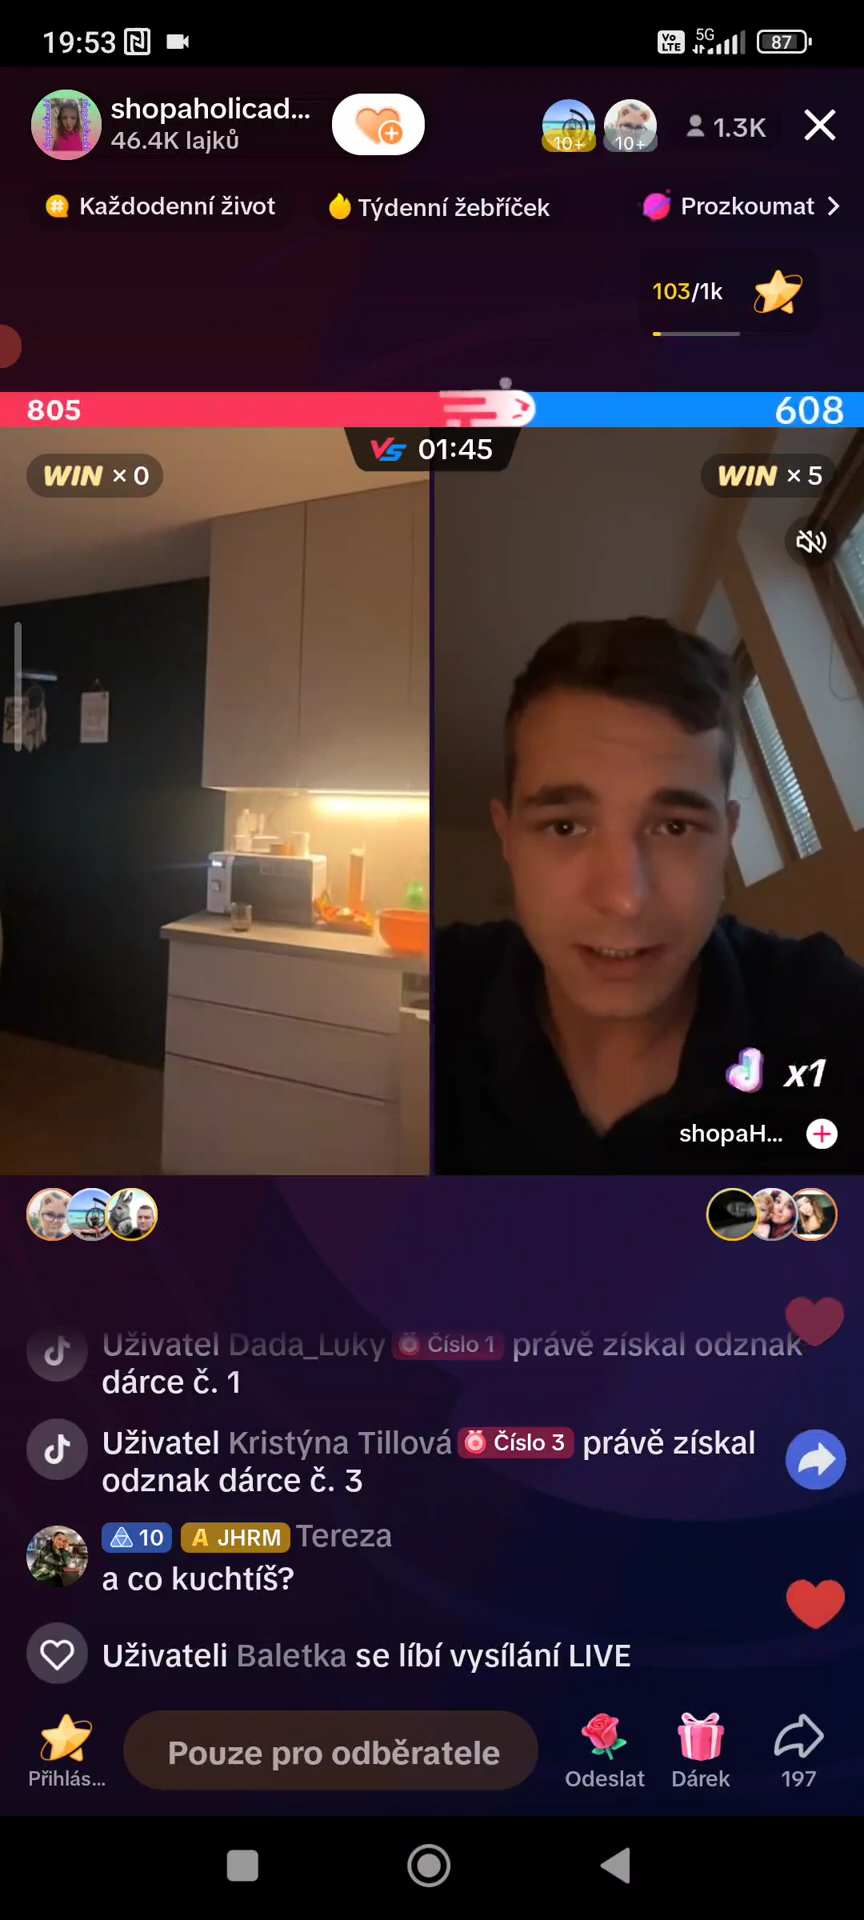 19:53
Vo LTE 5G 87
shopaholicad...
46.4K lajků
10+ 10+ 1.3K
Každodenní život Týdenní žebříček Prozkoumat
103/1k
805 608
VS 01:45
WIN × 0 WIN × 5
x1
shopaH...
Uživatel Dada_Luky Číslo 1 právě získal odznak
dárce č. 1
Uživatel Kristýna Tillová Číslo 3 právě získal
odznak dárce č. 3
10 A JHRM Tereza
a co kuchtíš?
Uživateli Baletka se líbí vysílání LIVE
Pouze pro odběratele
Přihlás... Odeslat Dárek 197